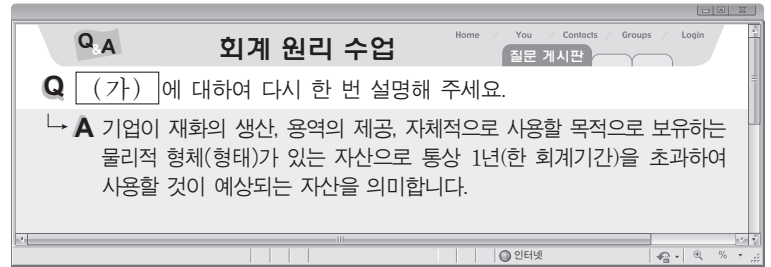 Q&A 회계 원리 수업
Home / You / Contacts / Groups / Login
질문 게시판
Q (가) 에 대하여 다시 한 번 설명해 주세요.
A 기업이 재화의 생산, 용역의 제공, 자체적으로 사용할 목적으로 보유하는
물리적 형체(형태)가 있는 자산으로 통상 1년(한 회계기간)을 초과하여
사용할 것이 예상되는 자산을 의미합니다.
인터넷
%